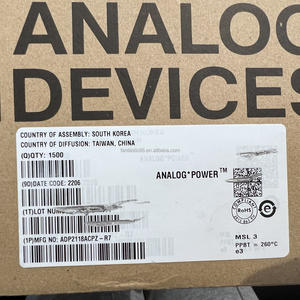 ANALOG
DEVICES
COUNTRY OF ASSEMBLY: SOUTH KOREA
COUNTRY OF DIFFUSION: TAIWAN, CHINA
(Q)QTY: 1500
ANALOG*POWER™
(9D)DATE CODE: 2206
(1T)LOT
RoHS
e
(1P)MFG NO: ADP2118ACPZ-R7
MSL 3
PPBT = 260°C
e3